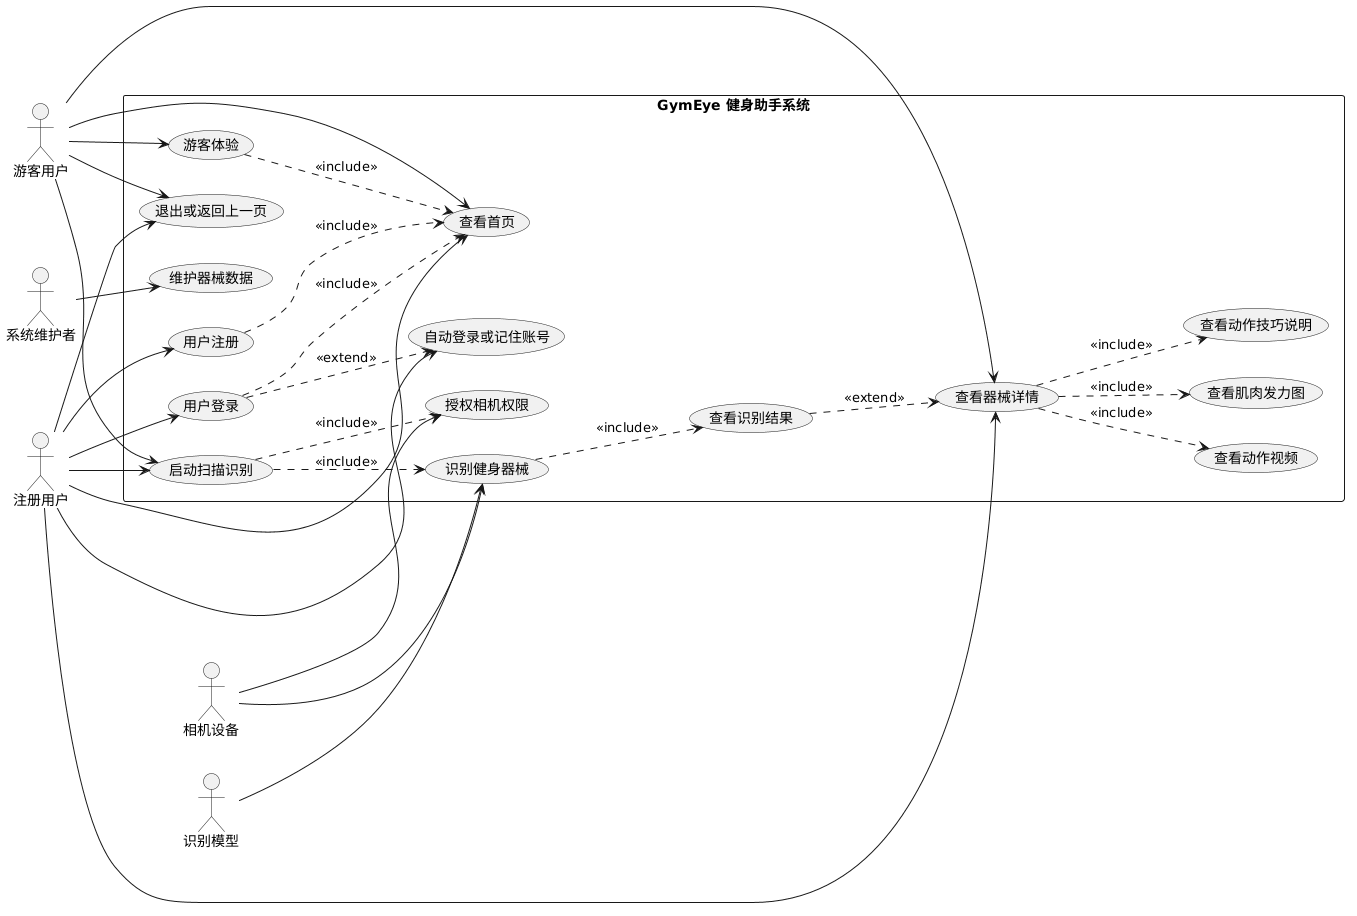 GymEye 健身助手系统
游客用户
游客体验
<<include>>
退出或返回上一页
<<include>>
查看首页
系统维护者
维护器械数据
<<include>>
用户注册
自动登录或记住账号
<<extend>>
用户登录
<<include>>
授权相机权限
注册用户
启动扫描识别
<<include>>
识别健身器械
<<include>>
查看识别结果
<<extend>>
查看器械详情
<<include>>
查看动作技巧说明
<<include>>
查看肌肉发力图
<<include>>
查看动作视频
相机设备
识别模型